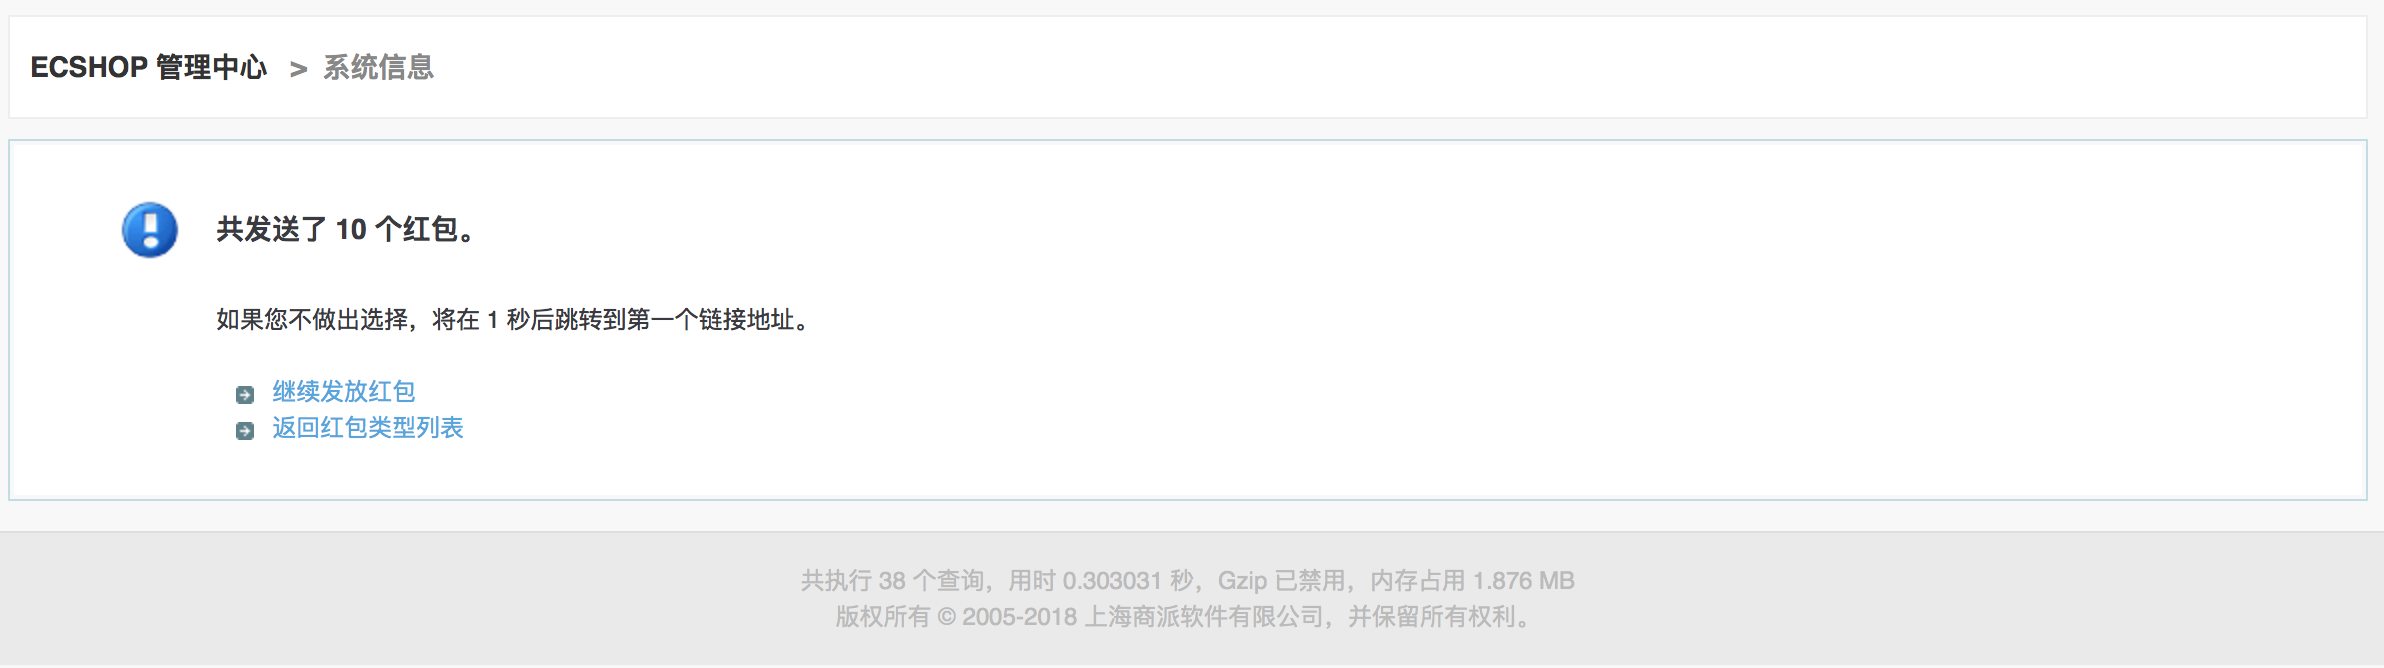 ECSHOP 管理中心 > 系统信息
共发送了 10 个红包。
如果您不做出选择，将在 1 秒后跳转到第一个链接地址。
继续发放红包
返回红包类型列表
共执行 38 个查询，用时 0.303031 秒，Gzip 已禁用，内存占用 1.876 MB
版权所有 © 2005-2018 上海商派软件有限公司，并保留所有权利。